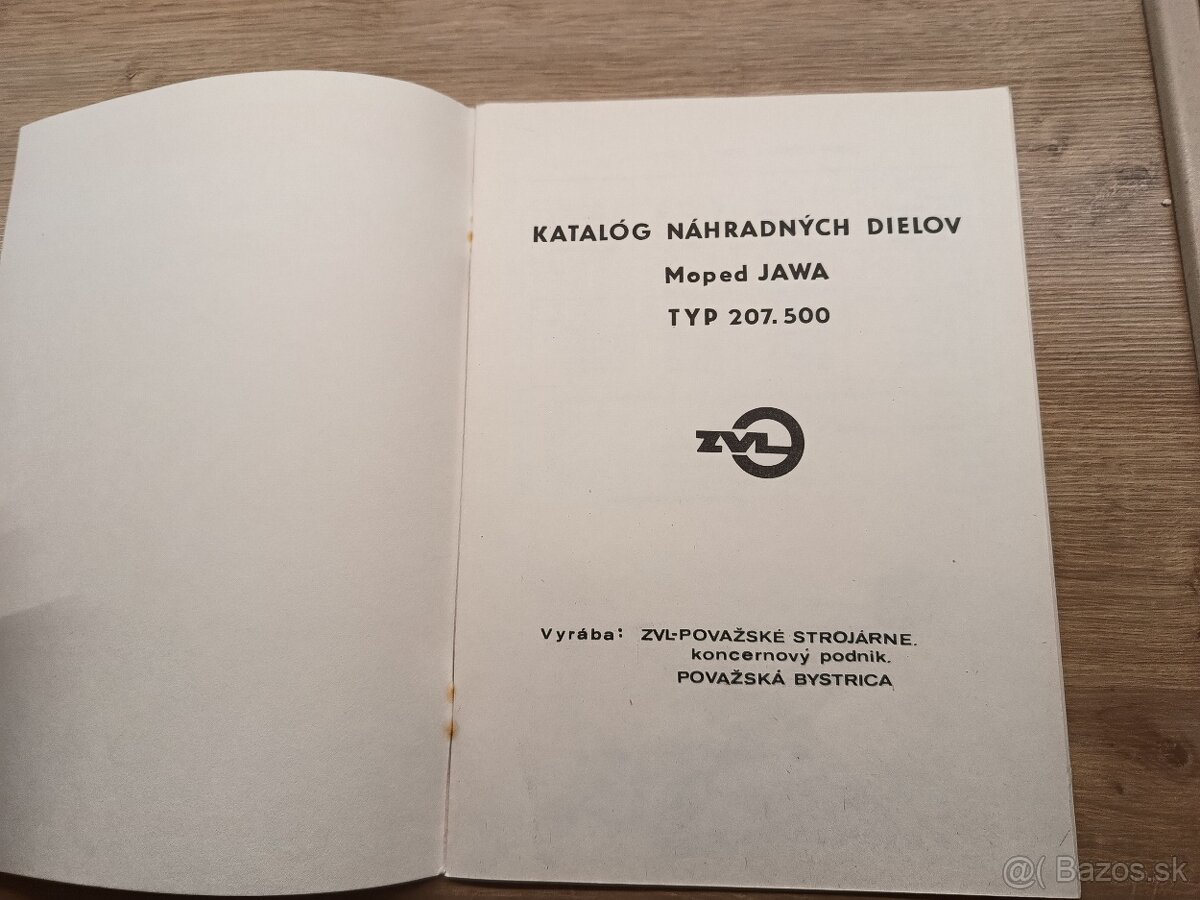 KATALÓG NÁHRADNÝCH DIELOV
Moped JAWA
TYP 207.500
ZVL
Vyrába: ZVL-POVAŽSKÉ STROJÁRNE.
koncernový podnik.
POVAŽSKÁ BYSTRICA
@( Bazos.sk